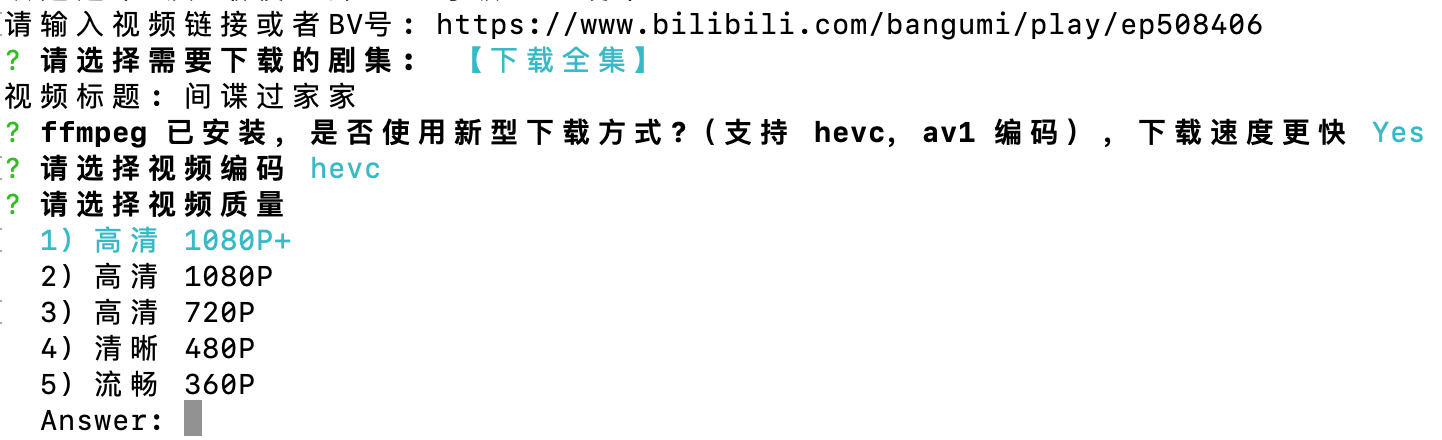 请输入视频链接或者BV号: https://www.bilibili.com/bangumi/play/ep508406
? 请选择需要下载的剧集: 【下载全集】
视频标题: 间谍过家家
? ffmpeg 已安装, 是否使用新型下载方式?(支持 hevc, av1 编码), 下载速度更快 Yes
? 请选择视频编码 hevc
? 请选择视频质量
1) 高清 1080P+
2) 高清 1080P
3) 高清 720P
4) 清晰 480P
5) 流畅 360P
Answer: